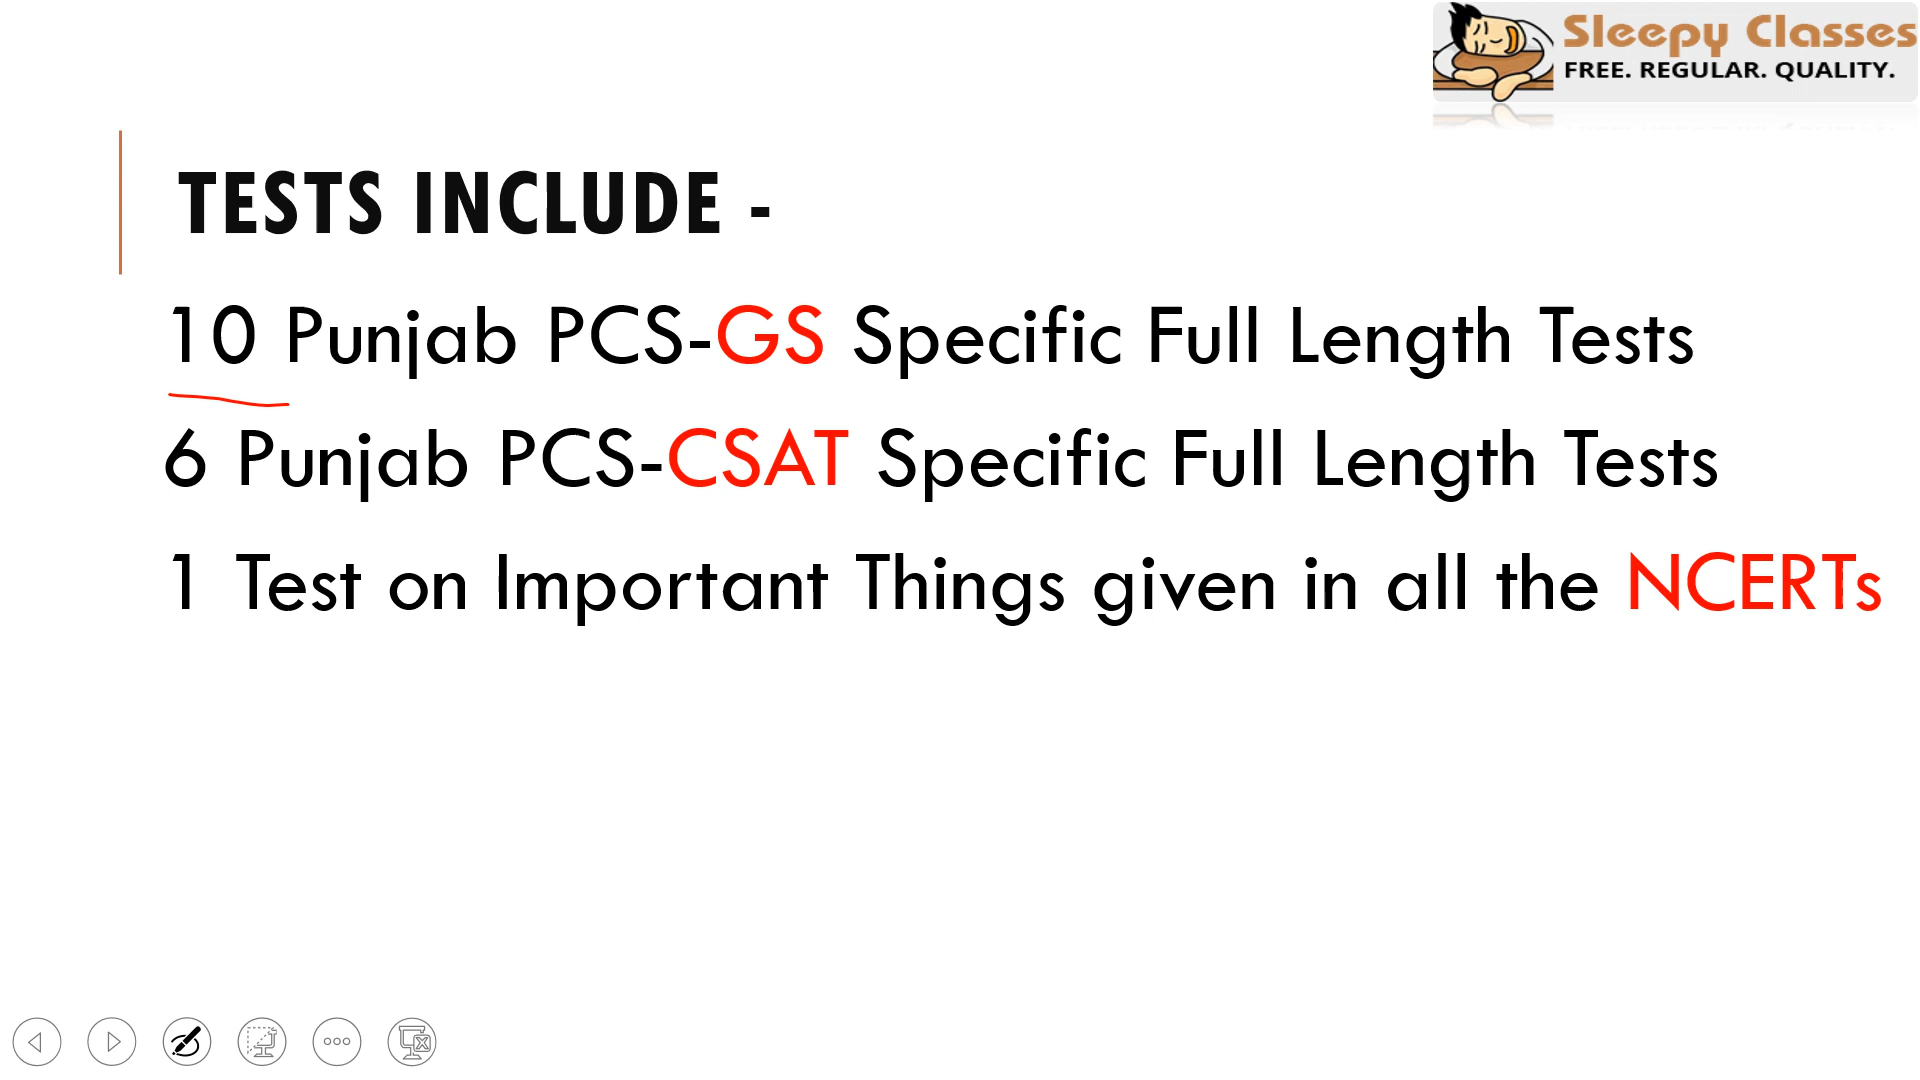 Sleepy Classes
FREE. REGULAR. QUALITY.
TESTS INCLUDE -
10 Punjab PCS-GS Specific Full Length Tests
6 Punjab PCS-CSAT Specific Full Length Tests
1 Test on Important Things given in all the NCERTs